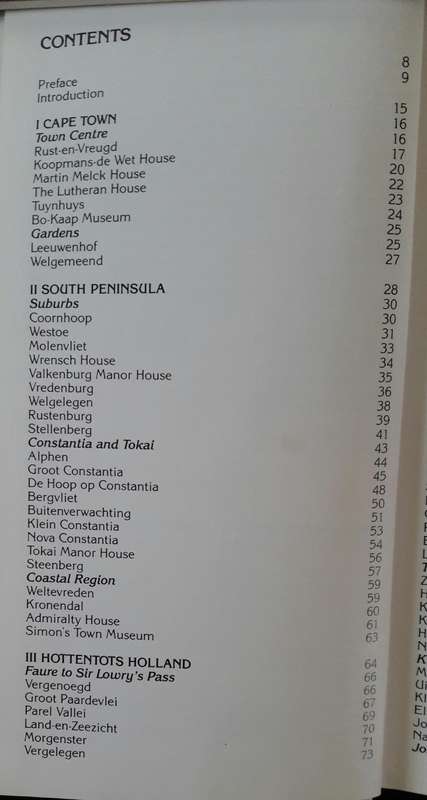 CONTENTS
Preface 8
Introduction 9
I CAPE TOWN 15
Town Centre 16
Rust-en-Vreugd 16
Koopmans-de Wet House 17
Martin Melck House 20
The Lutheran House 22
Tuynhuys 23
Bo-Kaap Museum 24
Gardens 25
Leeuwenhof 25
Welgemeend 27
II SOUTH PENINSULA 28
Suburbs 30
Coornhoop 30
Westoe 31
Molenvliet 33
Wrensch House 34
Valkenburg Manor House 35
Vredenburg 36
Welgelegen 38
Rustenburg 39
Stellenberg 41
Constantia and Tokai 43
Alphen 44
Groot Constantia 45
De Hoop op Constantia 48
Bergvliet 50
Buitenverwachting 51
Klein Constantia 53
Nova Constantia 54
Tokai Manor House 56
Steenberg 57
Coastal Region 59
Weltevreden 59
Kronendal 60
Admiralty House 61
Simon's Town Museum 63
III HOTTENTOTS HOLLAND 64
Faure to Sir Lowry's Pass 66
Vergenoegd 66
Groot Paardevlei 67
Parel Vallei 69
Land-en-Zeezicht 70
Morgenster 71
Vergelegen 73